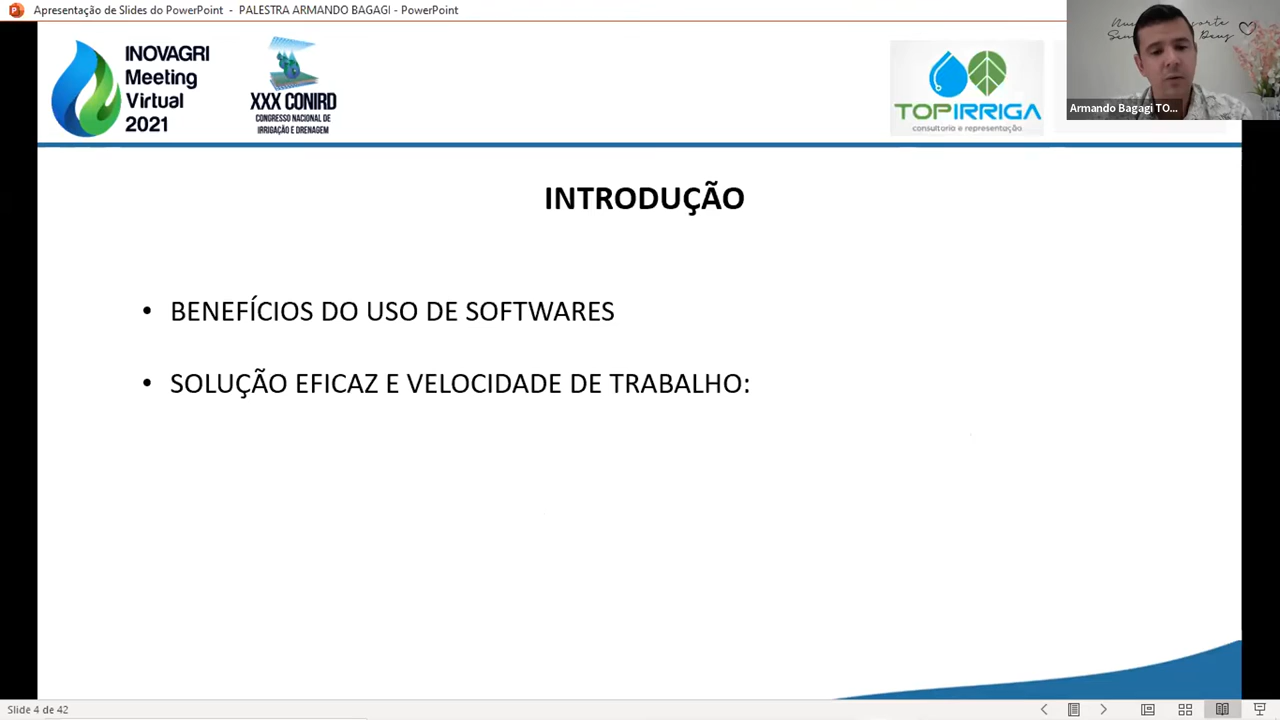 Apresentação de Slides do PowerPoint - PALESTRA ARMANDO BAGAGI - PowerPoint
INOVAGRI
Meeting
Virtual
2021
XXX CONIRD
CONGRESSO NACIONAL DE
IRRIGAÇÃO E DRENAGEM
TOPIRRIGA
consultoria e representação
Armando Bagagi TO...
INTRODUÇÃO
• BENEFÍCIOS DO USO DE SOFTWARES
• SOLUÇÃO EFICAZ E VELOCIDADE DE TRABALHO:
Slide 4 de 42